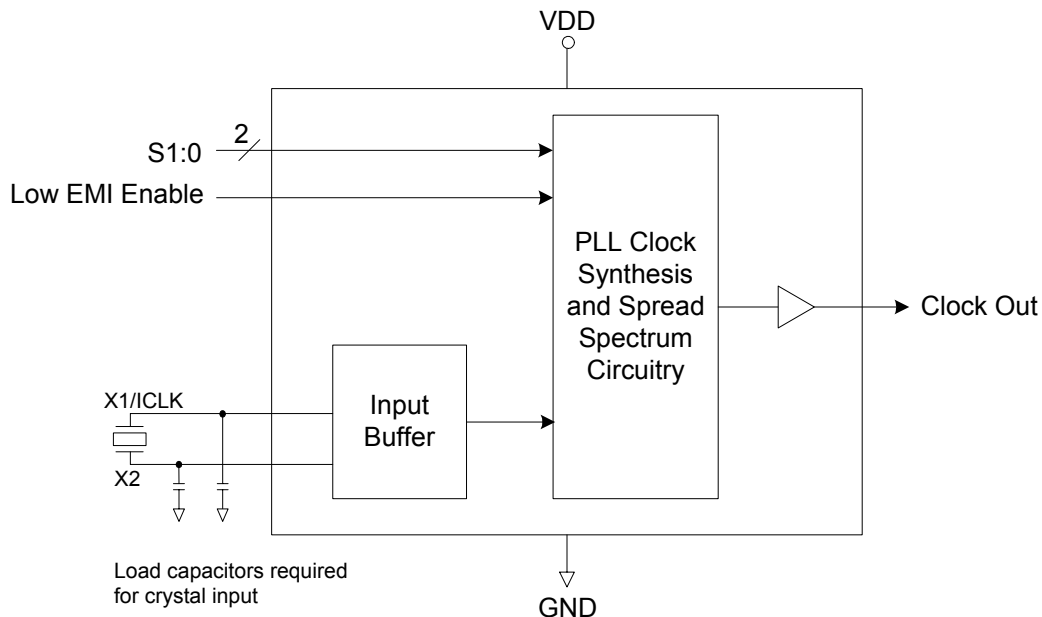 VDD
2
S1:0
Low EMI Enable
PLL Clock
Synthesis
and Spread
Spectrum
Circuitry
Clock Out
X1/ICLK
Input
Buffer
X2
Load capacitors required
for crystal input
GND